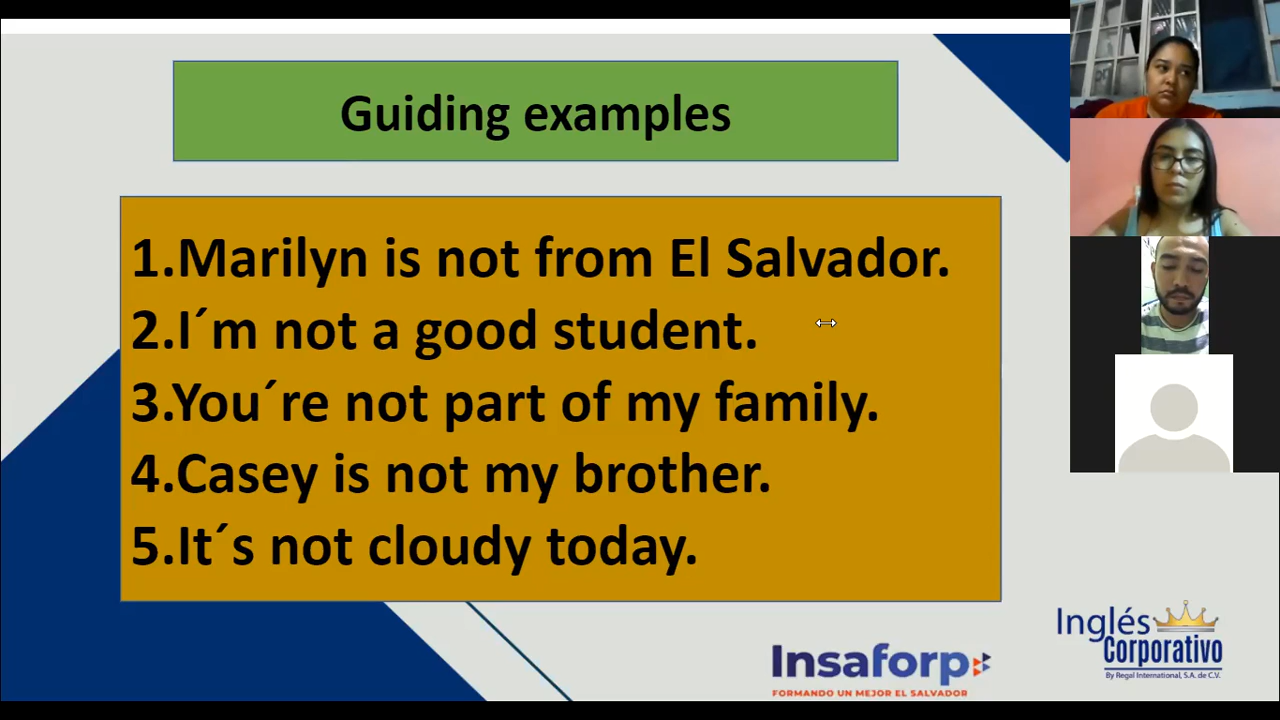 Guiding examples
1.Marilyn is not from El Salvador.
2.I´m not a good student.
3.You´re not part of my family.
4.Casey is not my brother.
5.It´s not cloudy today.
Insaforp
FORMANDO UN MEJOR EL SALVADOR
Inglés
Corporativo
By Regal International, S.A. de C.V.